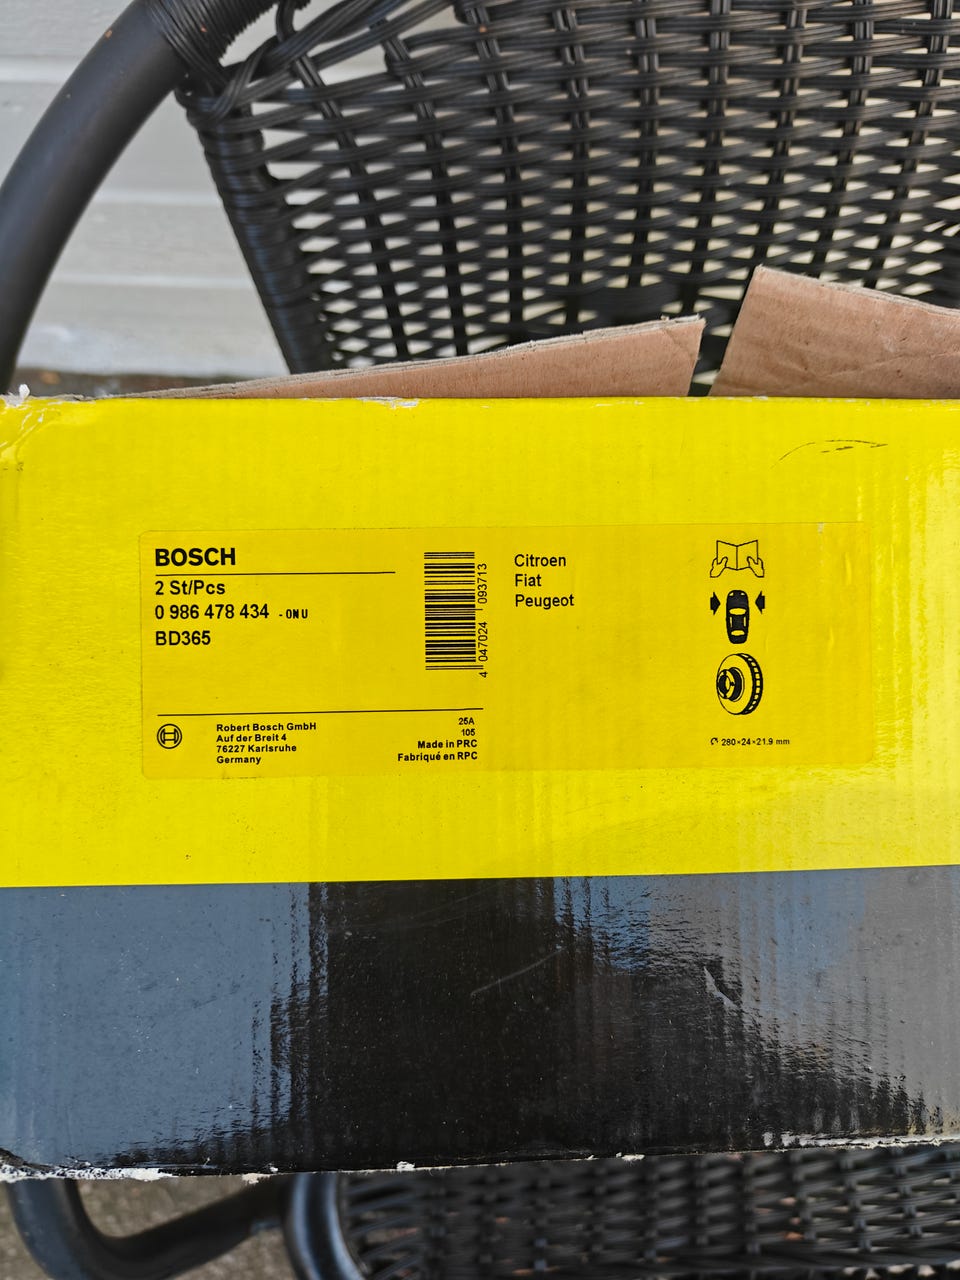 BOSCH
2 St/Pcs
0 986 478 434 - 0NU
BD365
4 047024 093713
Citroen
Fiat
Peugeot
Robert Bosch GmbH
Auf der Breit 4
76227 Karlsruhe
Germany
25A
105
Made in PRC
Fabriqué en RPC
280×24×21.9 mm